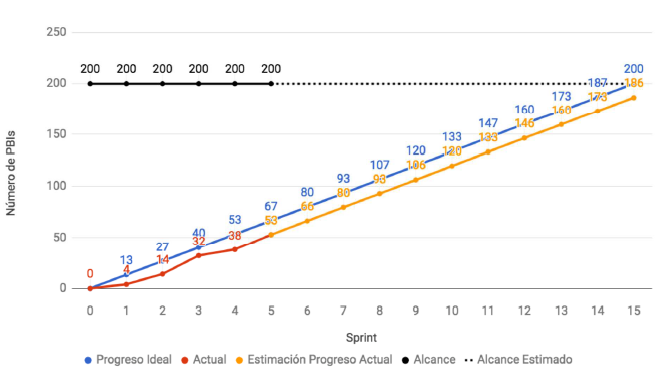 250
200
150
100
50
0
Número de PBIs
200 200 200 200 200 200
0 13 27 40 53 67 80 93 107 120 133 147 160 173 187 200
0 4 14 32 38 53 66 80 93 106 120 133 146 160 173 186
0 1 2 3 4 5 6 7 8 9 10 11 12 13 14 15
Sprint
Progreso Ideal Actual Estimación Progreso Actual Alcance Alcance Estimado